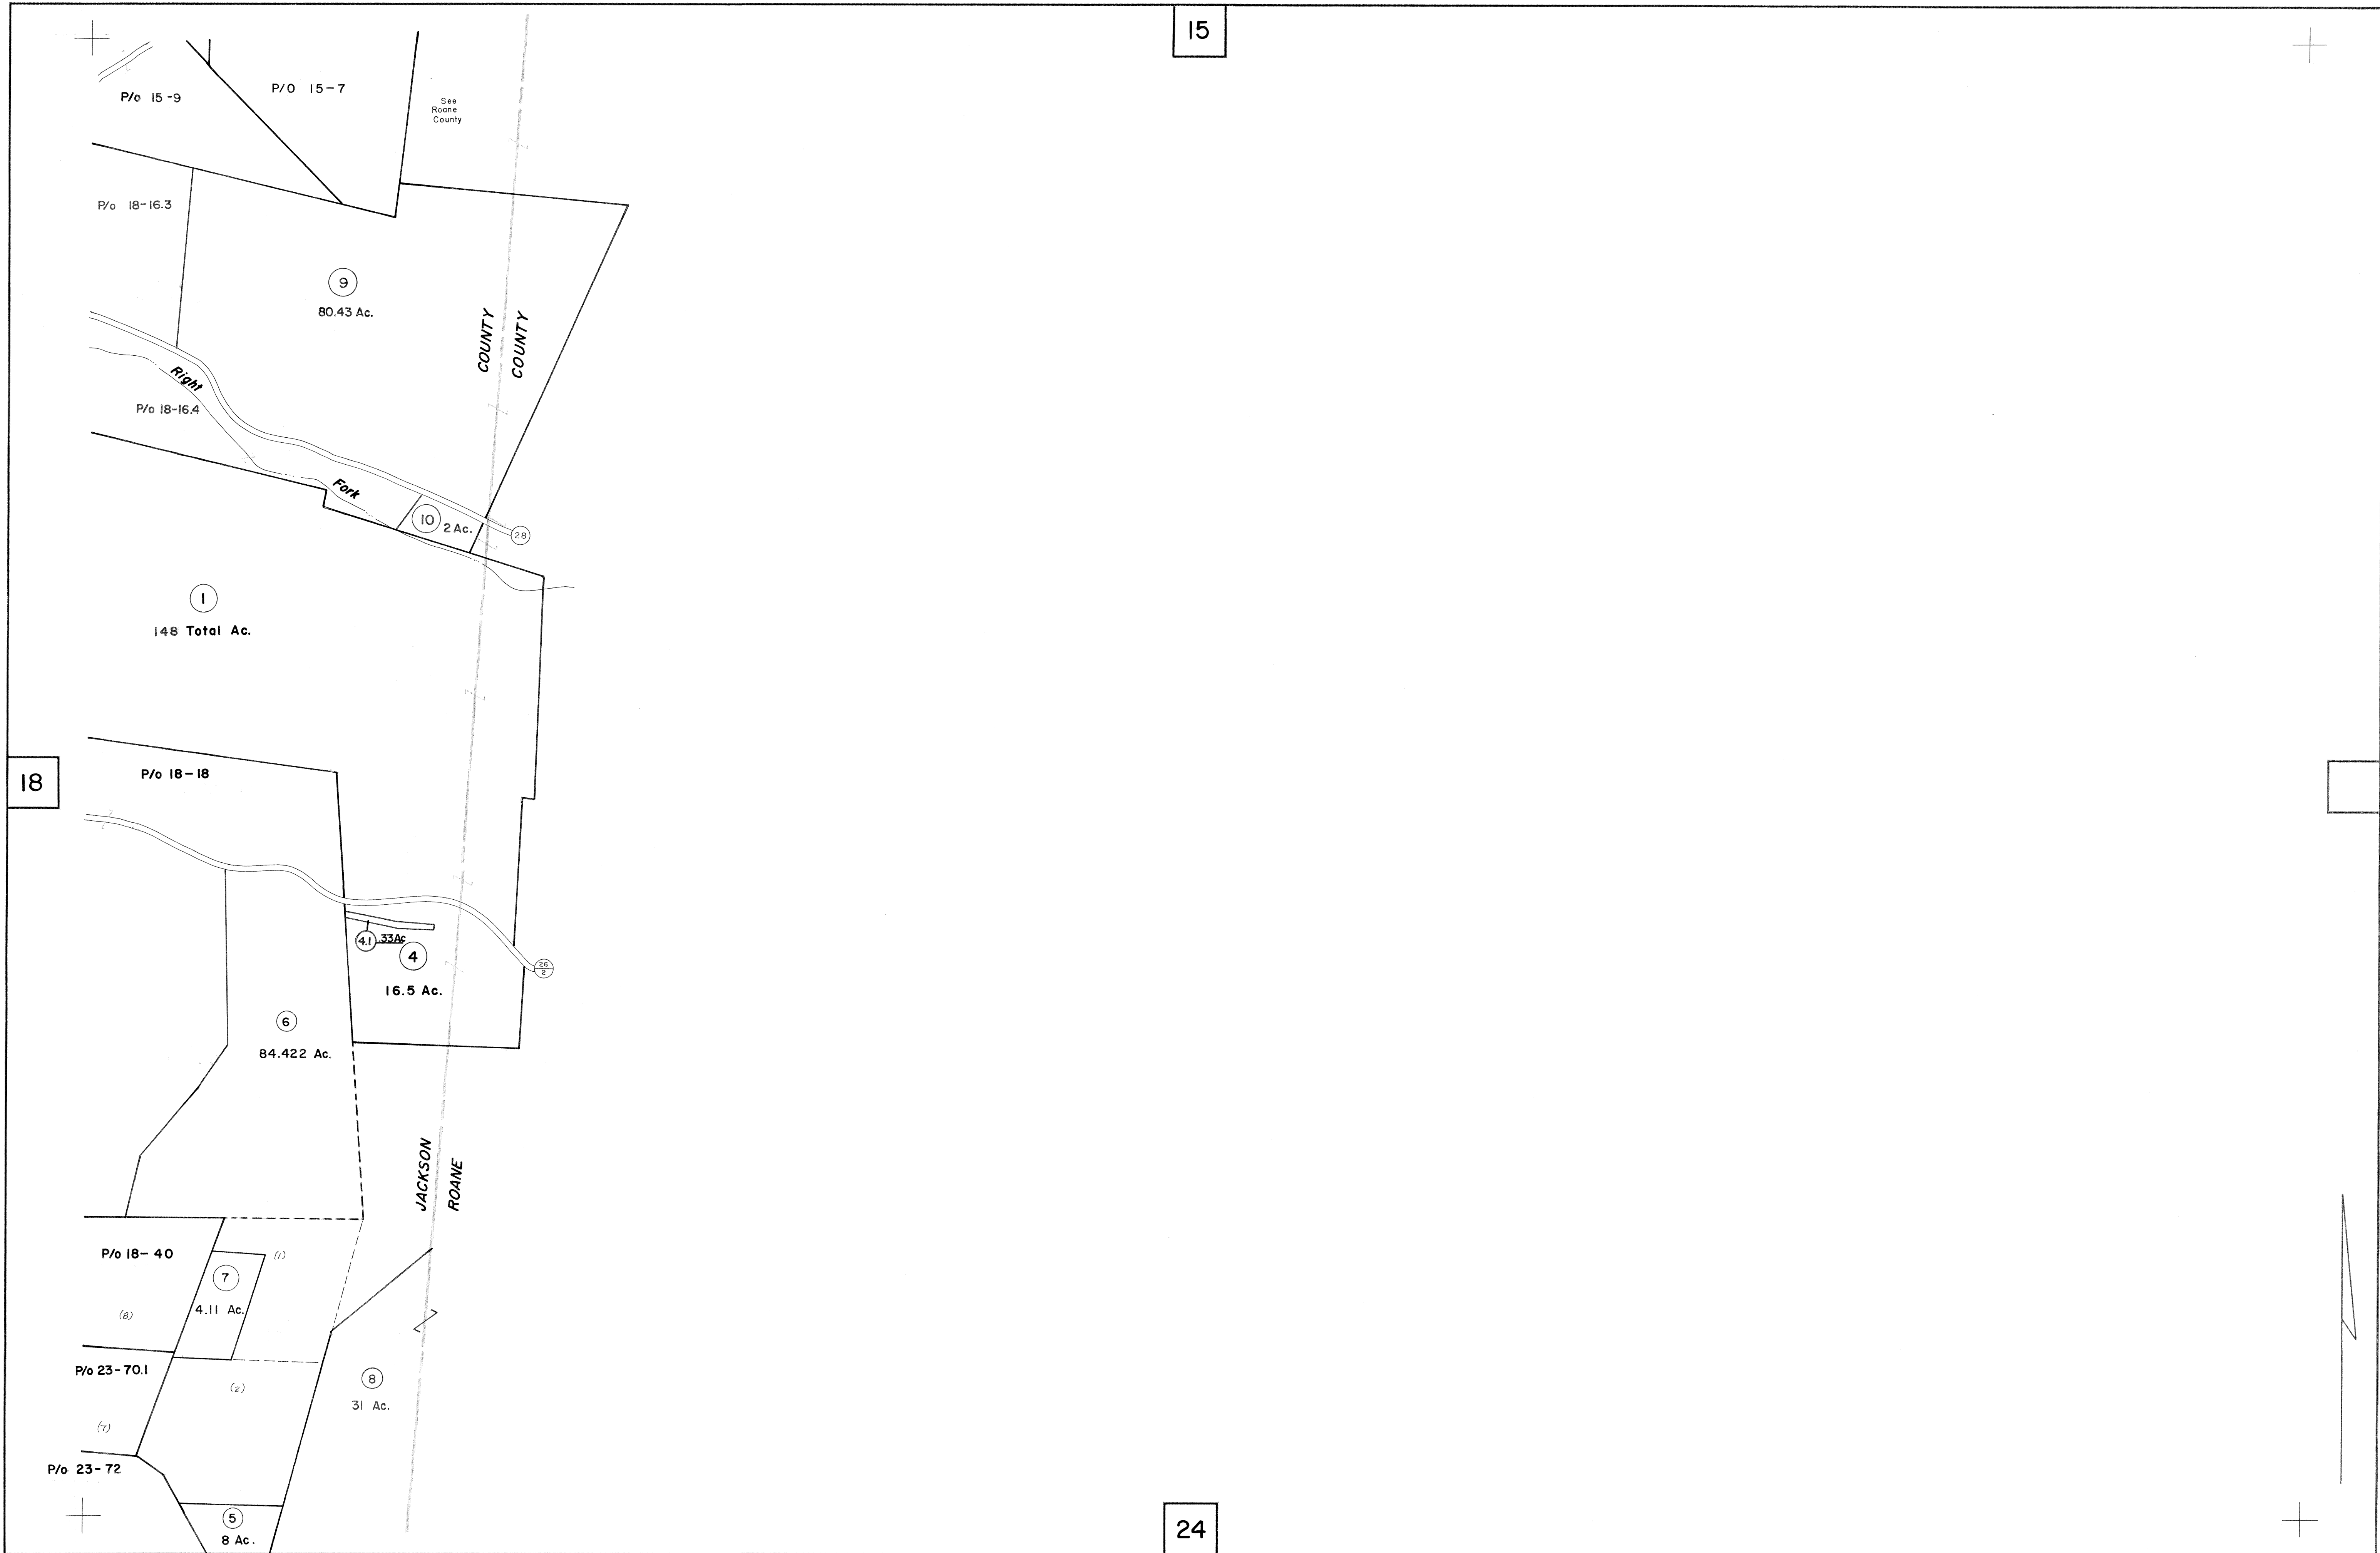 15
P/o 15-9
P/O 15-7
See
Roane
County
P/o 18-16.3
9
80.43 Ac.
COUNTY
COUNTY
Right
P/o 18-16.4
Fork
10
2 Ac.
28
1
148 Total Ac.
P/o 18-18
18
4.1
.33Ac
4
26
2
16.5 Ac.
6
84.422 Ac.
JACKSON
ROANE
P/o 18-40
(1)
7
4.11 Ac.
(8)
P/o 23-70.1
8
(2)
31 Ac.
(7)
P/o 23-72
5
8 Ac.
24